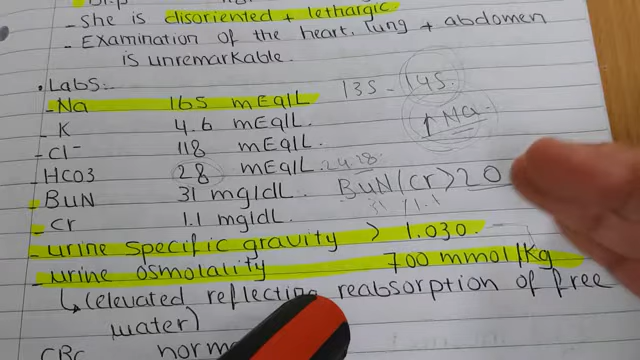 - She is disoriented + lethargic
- Examination of the heart, lung + abdomen
is unremarkable.
• Labs:-
- Na 165 mEq|L 135 - 145.
- K 4.6 mEq|L ↑ Na
- Cl- 118 mEq|L
- HCO3 28 mEq|L
- BUN 31 mg|dL BUN/(cr) > 20
- Cr 1.1 mg|dL. 31 / 1.1
- urine specific gravity > 1.030.
- urine osmolality 700 mmol/Kg
↳ (elevated reflecting reabsorption of free
water)
CBC